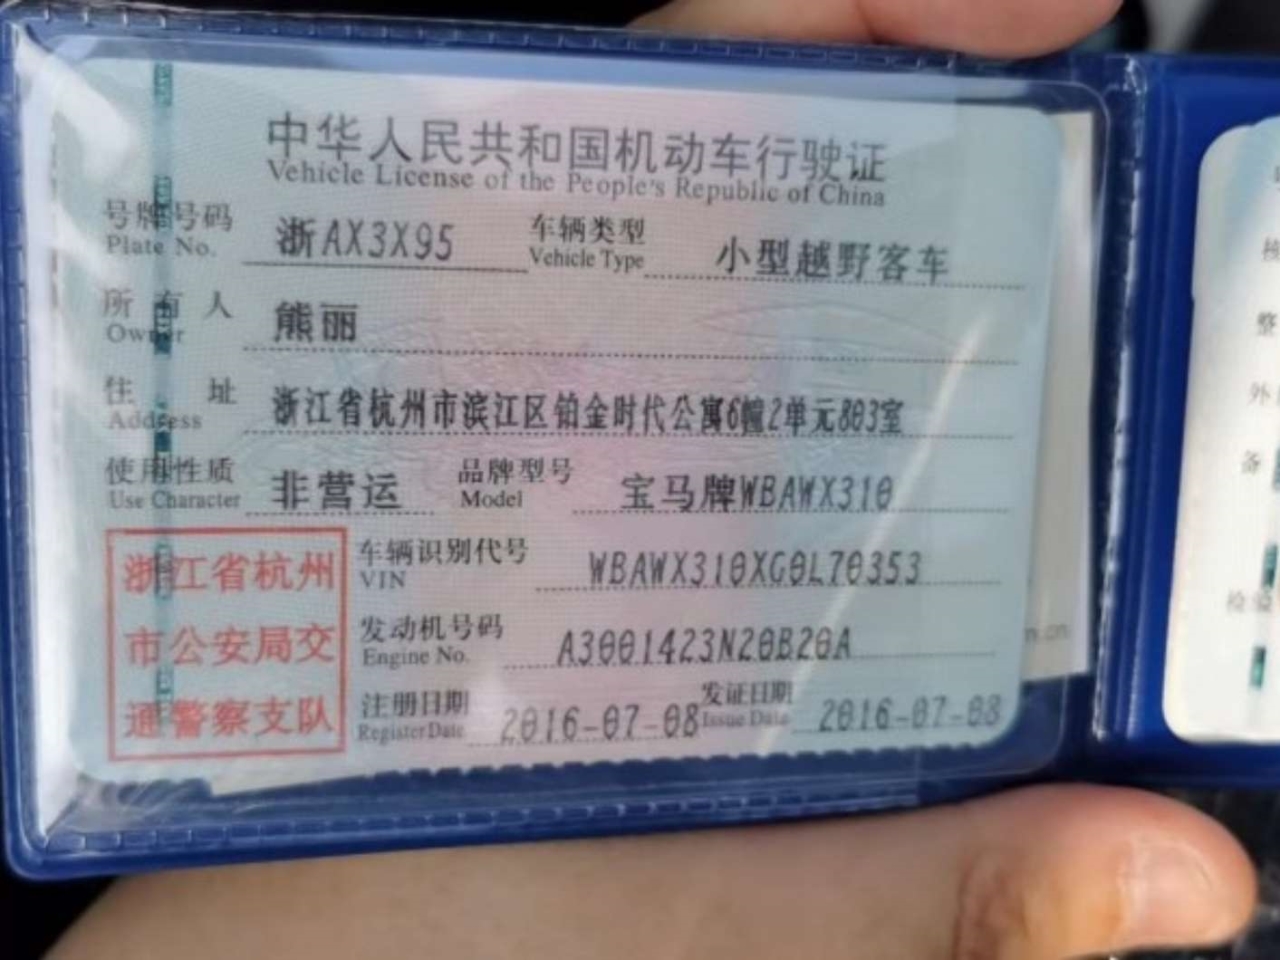 中华人民共和国机动车行驶证
Vehicle License of the People's Republic of China
号牌号码 浙AX3X95 车辆类型 小型越野客车
Plate No. Vehicle Type
所有人 熊丽
Owner
住址 浙江省杭州市滨江区铂金时代公寓6幢2单元803室
Address
使用性质 非营运 品牌型号 宝马牌WBAWX310
Use Character Model
浙江省杭州
市公安局交
通警察支队
车辆识别代号 WBAWX310XG0L70353
VIN
发动机号码 A3001423N20B20A
Engine No.
注册日期 2016-07-08 发证日期 2016-07-08
Register Date Issue Date
整
外
备